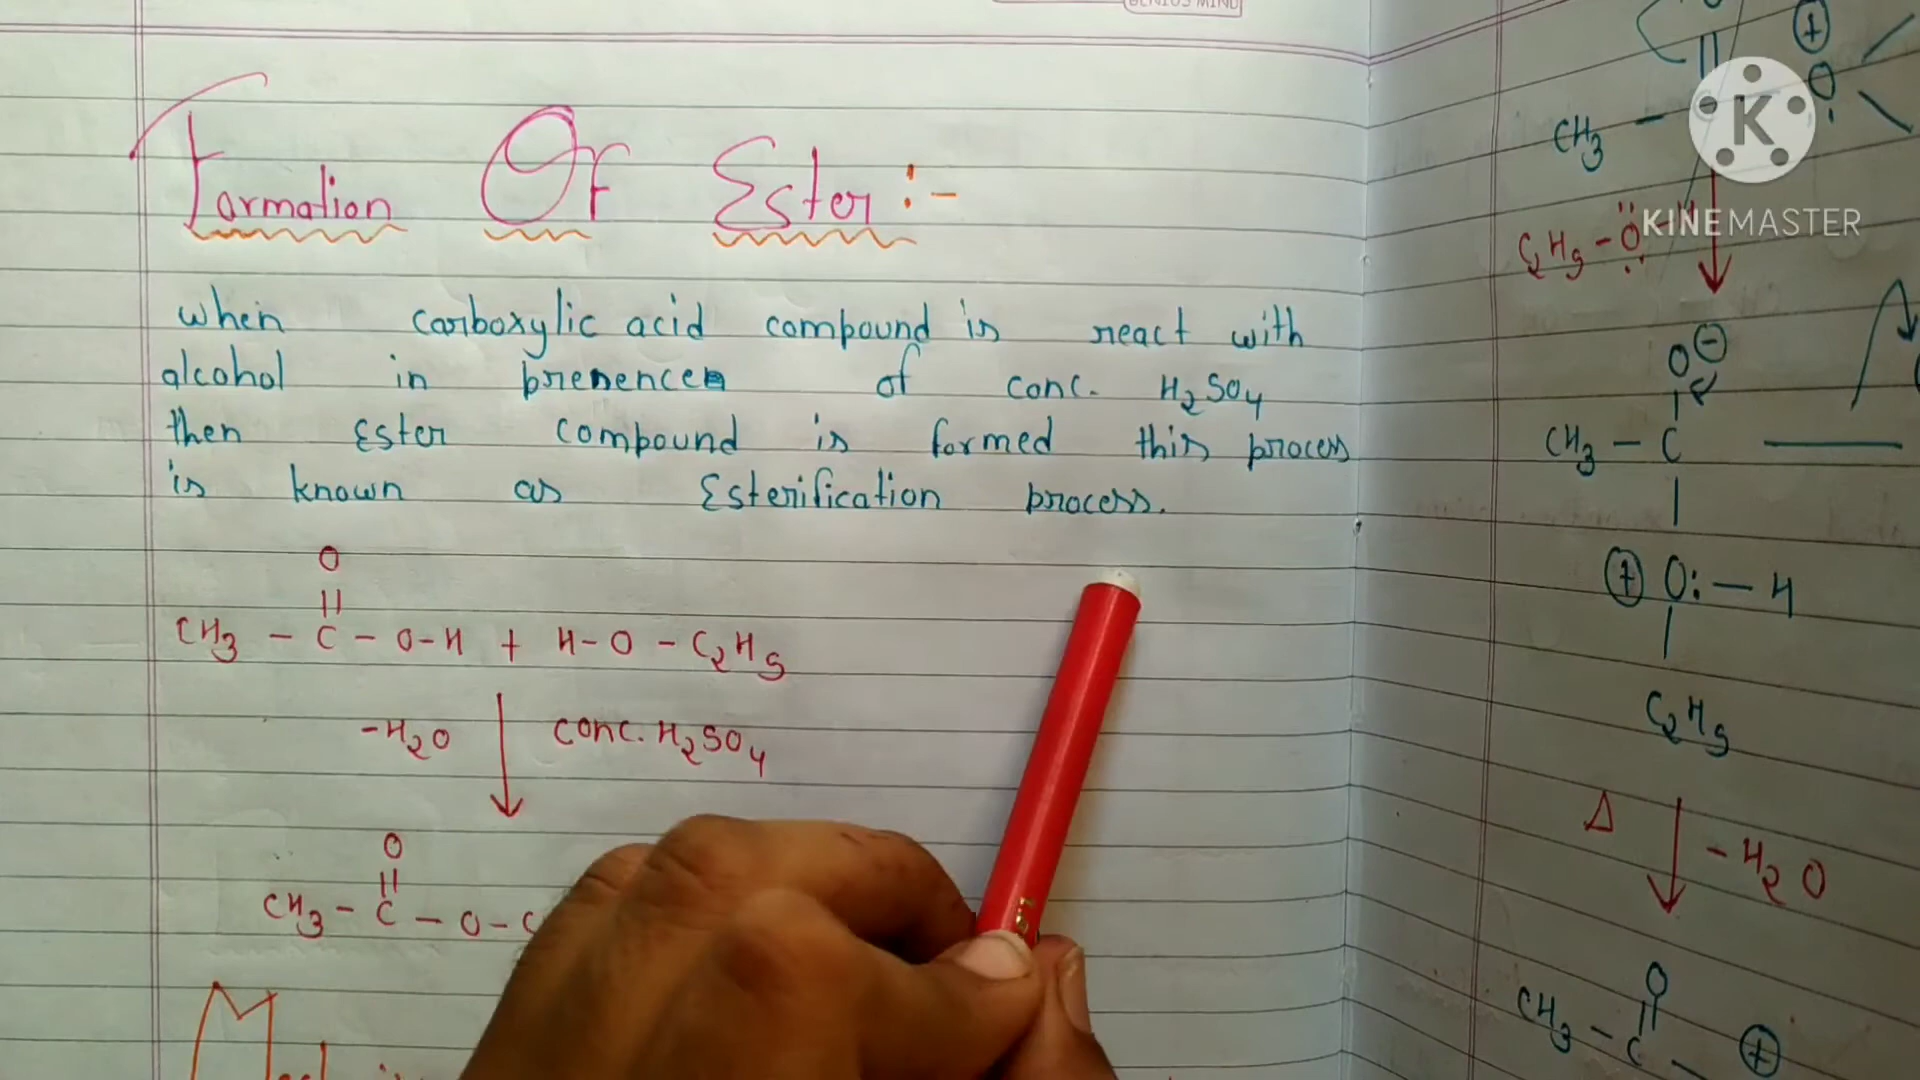 GENIUS MIND
Formation Of Ester :-
when carboxylic acid compound is react with
alcohol in presence of conc. H2SO4
then Ester compound is formed this process
is known as Esterification process.
O
||
CH3 - C - O-H + H-O - C2H5
-H2O conc. H2SO4
O
||
CH3 - C - O-C
K
KINEMASTER
CH3 -
C2H5 - O
O ⊖
CH3 - C
⊕ O: - H
C2H5
Δ - H2O
O
||
CH3 - C ⊕